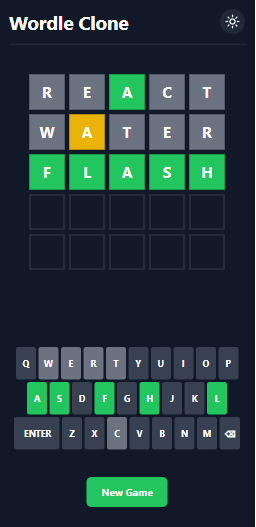 Wordle Clone
R E A C T
W A T E R
F L A S H
Q W E R T Y U I O P
A S D F G H J K L
ENTER Z X C V B N M ⌫
New Game